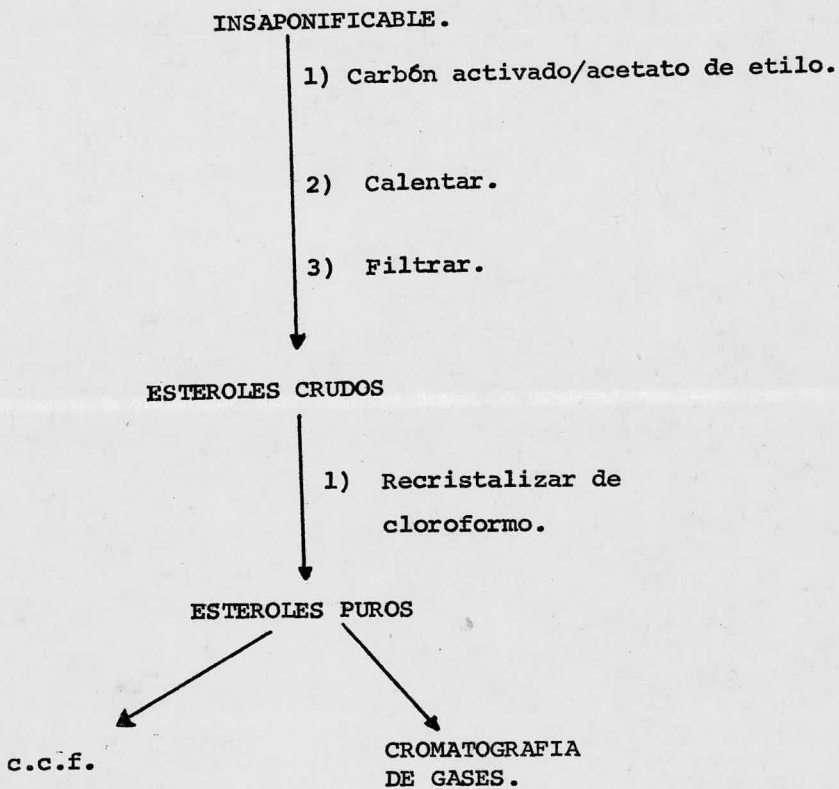 INSAPONIFICABLE.
1) Carbón activado/acetato de etilo.
2) Calentar.
3) Filtrar.
ESTEROLES CRUDOS
1) Recristalizar de
cloroformo.
ESTEROLES PUROS
c.c.f.
CROMATOGRAFIA
DE GASES.